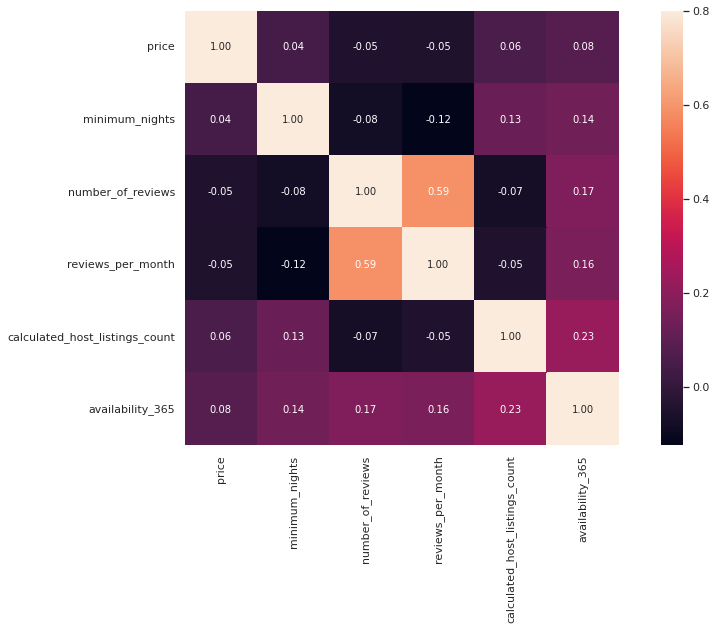 price 1.00 0.04 -0.05 -0.05 0.06 0.08
minimum_nights 0.04 1.00 -0.08 -0.12 0.13 0.14
number_of_reviews -0.05 -0.08 1.00 0.59 -0.07 0.17
reviews_per_month -0.05 -0.12 0.59 1.00 -0.05 0.16
calculated_host_listings_count 0.06 0.13 -0.07 -0.05 1.00 0.23
availability_365 0.08 0.14 0.17 0.16 0.23 1.00
price
minimum_nights
number_of_reviews
reviews_per_month
calculated_host_listings_count
availability_365
0.8
0.6
0.4
0.2
0.0